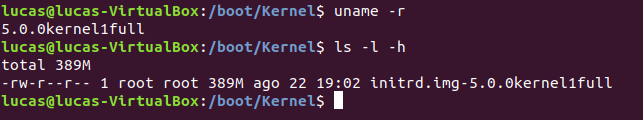 lucas@lucas-VirtualBox:/boot/Kernel$ uname -r
5.0.0kernel1full
lucas@lucas-VirtualBox:/boot/Kernel$ ls -l -h
total 389M
-rw-r--r-- 1 root root 389M ago 22 19:02 initrd.img-5.0.0kernel1full
lucas@lucas-VirtualBox:/boot/Kernel$